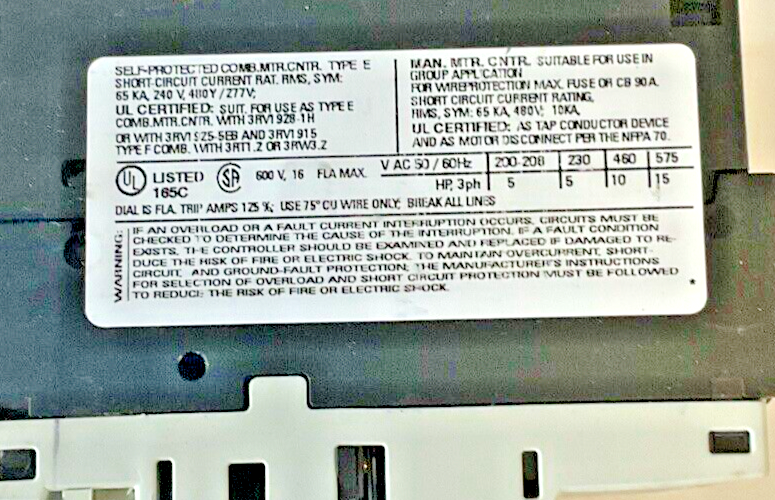 SELF-PROTECTED COMB.MTR.CNTR. TYPE E
SHORT-CIRCUIT CURRENT RAT. RMS, SYM:
65 KA, 240 V, 480Y/277V;
UL CERTIFIED: SUIT. FOR USE AS TYPE E
COMB.MTR.CNTR. WITH 3RV1928-1H
OR WITH 3RV1925-5EB AND 3RV1915
TYPE F COMB. WITH 3RT1.2 OR 3RW3.2
MAN. MTR. CNTR. SUITABLE FOR USE IN
GROUP APPLICATION
FOR WIREPROTECTION MAX. FUSE OR CB 90A.
SHORT CIRCUIT CURRENT RATING,
RMS, SYM: 65 KA, 480V; 10KA,
UL CERTIFIED: AS TAP CONDUCTOR DEVICE
AND AS MOTOR DISCONNECT PER THE NFPA 70.
UL LISTED 165C SA 600 V, 16 FLA MAX.
V AC 50/60Hz 200-208 230 460 575
HP, 3ph 5 5 10 15
DIAL IS FLA. TRIP AMPS 125 %; USE 75° CU WIRE ONLY; BREAK ALL LINES
WARNING: IF AN OVERLOAD OR A FAULT CURRENT INTERRUPTION OCCURS, CIRCUITS MUST BE
CHECKED TO DETERMINE THE CAUSE OF THE INTERRUPTION. IF A FAULT CONDITION
EXISTS, THE CONTROLLER SHOULD BE EXAMINED AND REPLACED IF DAMAGED TO RE-
DUCE THE RISK OF FIRE OR ELECTRIC SHOCK. TO MAINTAIN OVERCURRENT, SHORT-
CIRCUIT, AND GROUND-FAULT PROTECTION, THE MANUFACTURER'S INSTRUCTIONS
FOR SELECTION OF OVERLOAD AND SHORT CIRCUIT PROTECTION MUST BE FOLLOWED
TO REDUCE THE RISK OF FIRE OR ELECTRIC SHOCK. *